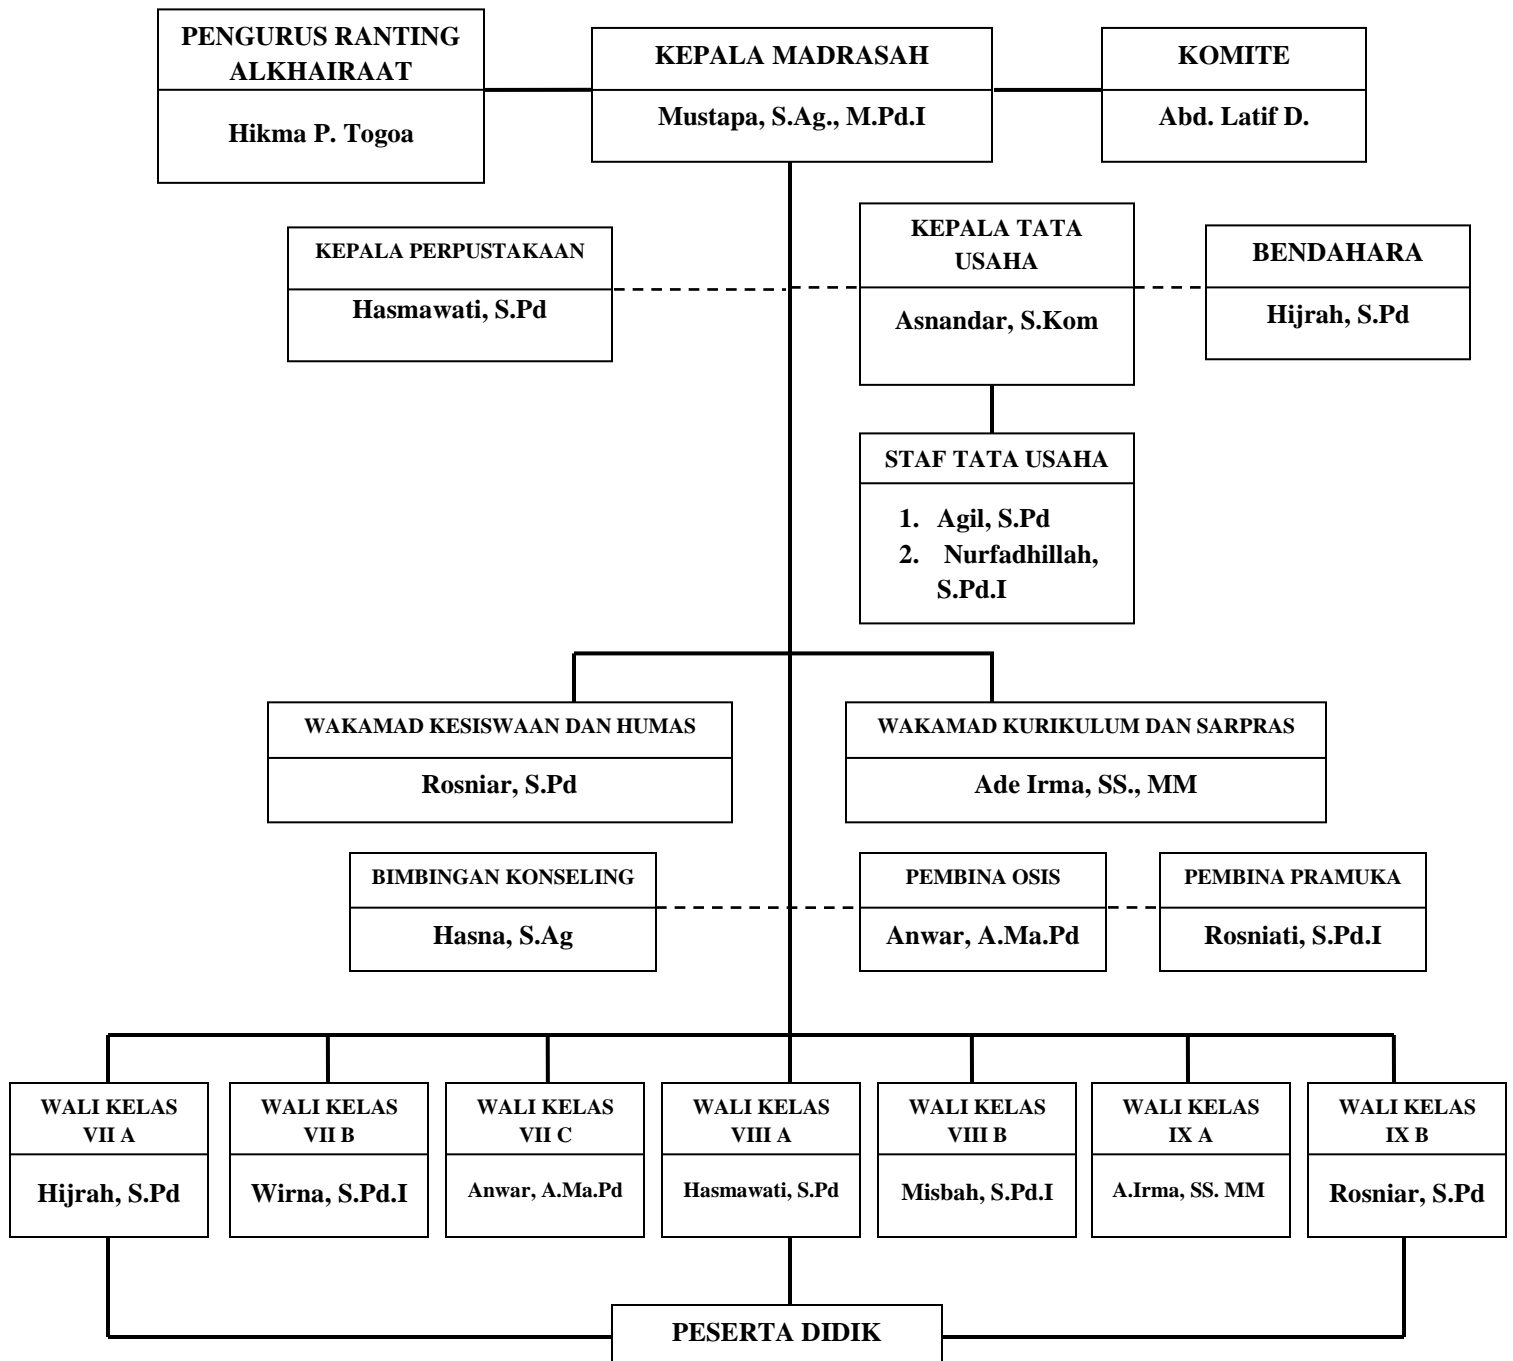 PENGURUS RANTING
ALKHAIRAAT
Hikma P. Togoa
KEPALA MADRASAH
Mustapa, S.Ag., M.Pd.I
KOMITE
Abd. Latif D.
KEPALA PERPUSTAKAAN
Hasmawati, S.Pd
KEPALA TATA
USAHA
Asnandar, S.Kom
BENDAHARA
Hijrah, S.Pd
STAF TATA USAHA
1. Agil, S.Pd
2. Nurfadhillah,
S.Pd.I
WAKAMAD KESISWAAN DAN HUMAS
Rosniar, S.Pd
WAKAMAD KURIKULUM DAN SARPRAS
Ade Irma, SS., MM
BIMBINGAN KONSELING
Hasna, S.Ag
PEMBINA OSIS
Anwar, A.Ma.Pd
PEMBINA PRAMUKA
Rosniati, S.Pd.I
WALI KELAS
VII A
Hijrah, S.Pd
WALI KELAS
VII B
Wirna, S.Pd.I
WALI KELAS
VII C
Anwar, A.Ma.Pd
WALI KELAS
VIII A
Hasmawati, S.Pd
WALI KELAS
VIII B
Misbah, S.Pd.I
WALI KELAS
IX A
A.Irma, SS. MM
WALI KELAS
IX B
Rosniar, S.Pd
PESERTA DIDIK